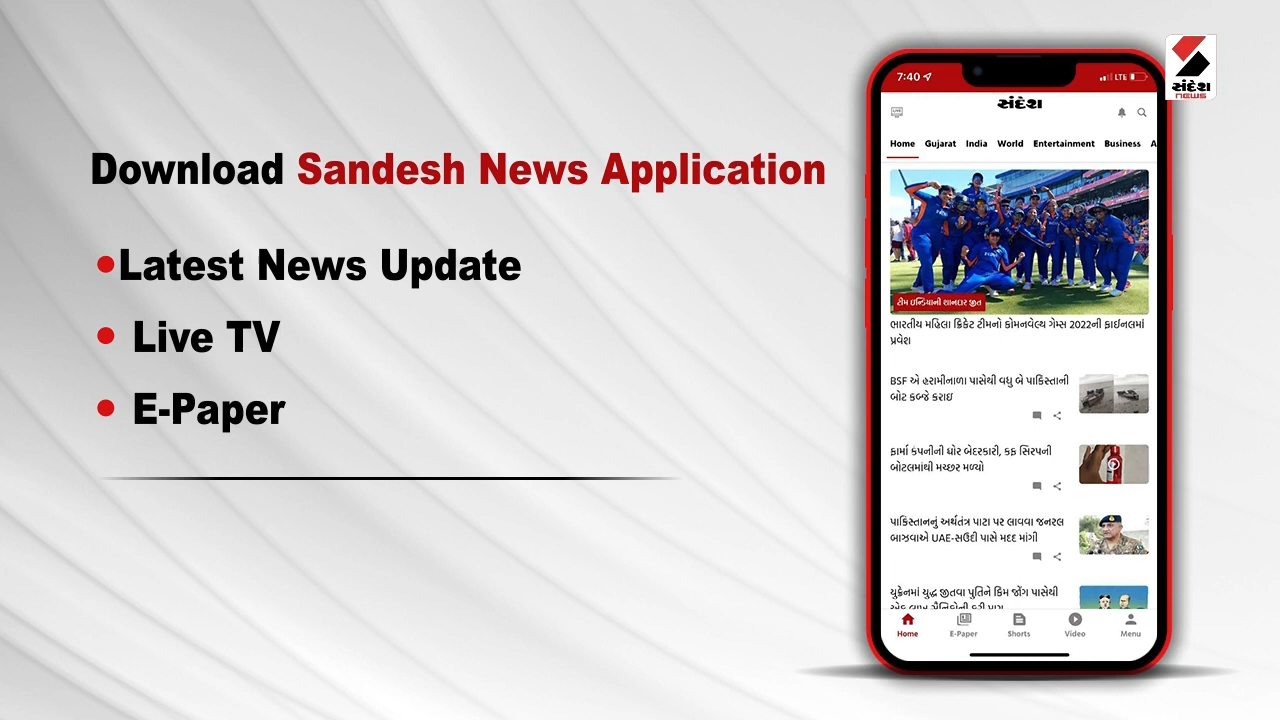 સંદેશ
NEWS
Download Sandesh News Application
•Latest News Update
• Live TV
• E-Paper
7:40
LTE
LIVE
સંદેશ
Home Gujarat India World Entertainment Business A
ટીમ ઇન્ડિયાની શાનદાર જીત
ભારતીય મહિલા ક્રિકેટ ટીમનો કોમનવેલ્થ ગેમ્સ 2022ની ફાઈનલમાં
પ્રવેશ
BSF એ હરામીનાળા પાસેથી વધુ બે પાકિસ્તાની
બોટ કબ્જે કરાઇ
ફાર્મા કંપનીની ઘોર બેદરકારી, કફ સિરપની
બોટલમાંથી મચ્છર મળ્યો
પાકિસ્તાનનું અર્થતંત્ર પાટા પર લાવવા જનરલ
બાઝવાએ UAE-સઉદી પાસે મદદ માંગી
યુક્રેનમાં યુદ્ધ જીતવા પુતિને કિમ જોંગ પાસેથી
Home E-Paper Shorts Video Menu